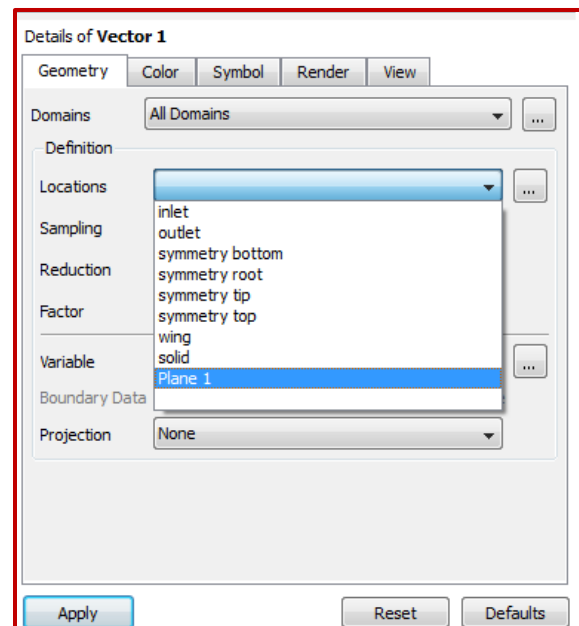 Details of Vector 1
Geometry Color Symbol Render View
Domains All Domains ...
Definition
Locations ...
inlet
Sampling
outlet
symmetry bottom
Reduction
symmetry root
symmetry tip
Factor
symmetry top
wing
Variable
solid
...
Plane 1
Boundary Data
Projection None
Apply Reset Defaults